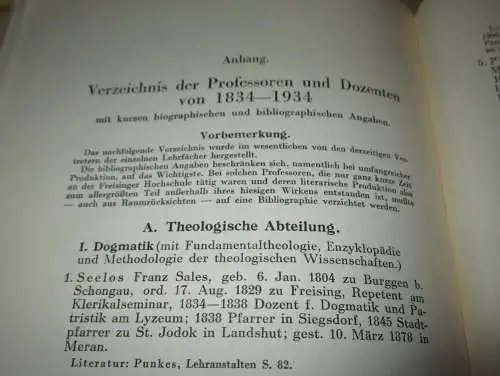 Anhang.
Verzeichnis der Professoren und Dozenten
von 1834—1934
mit kurzen biographischen und bibliographischen Angaben.
Vorbemerkung.
Das nachfolgende Verzeichnis wurde im wesentlichen von den derzeitigen Ver-
tretern der einzelnen Lehrfächer hergestellt.
Die bibliographischen Angaben beschränken sich, namentlich bei umfangreicher
Produktion, auf das Wichtigste. Bei solchen Professoren, die nur ganz kurze Zeit
an der Freisinger Hochschule tätig waren und deren literarische Produktion also
zum allergrößten Teil außerhalb ihres hiesigen Wirkens entstanden ist, mußte
— auch aus Raumrücksichten — auf eine Bibliographie verzichtet werden.
A. Theologische Abteilung.
I. Dogmatik (mit Fundamentaltheologie, Enzyklopädie
und Methodologie der theologischen Wissenschaften.)
1. Seelos Franz Sales, geb. 6. Jan. 1804 zu Burggen b.
Schongau, ord. 17. Aug. 1829 zu Freising, Repetent am
Klerikalseminar, 1834—1838 Dozent f. Dogmatik und Pa-
tristik am Lyzeum; 1838 Pfarrer in Siegsdorf, 1845 Stadt-
pfarrer zu St. Jodok in Landshut; gest. 10. März 1878 in
Meran.
Literatur: Punkes, Lehranstalten S. 82.